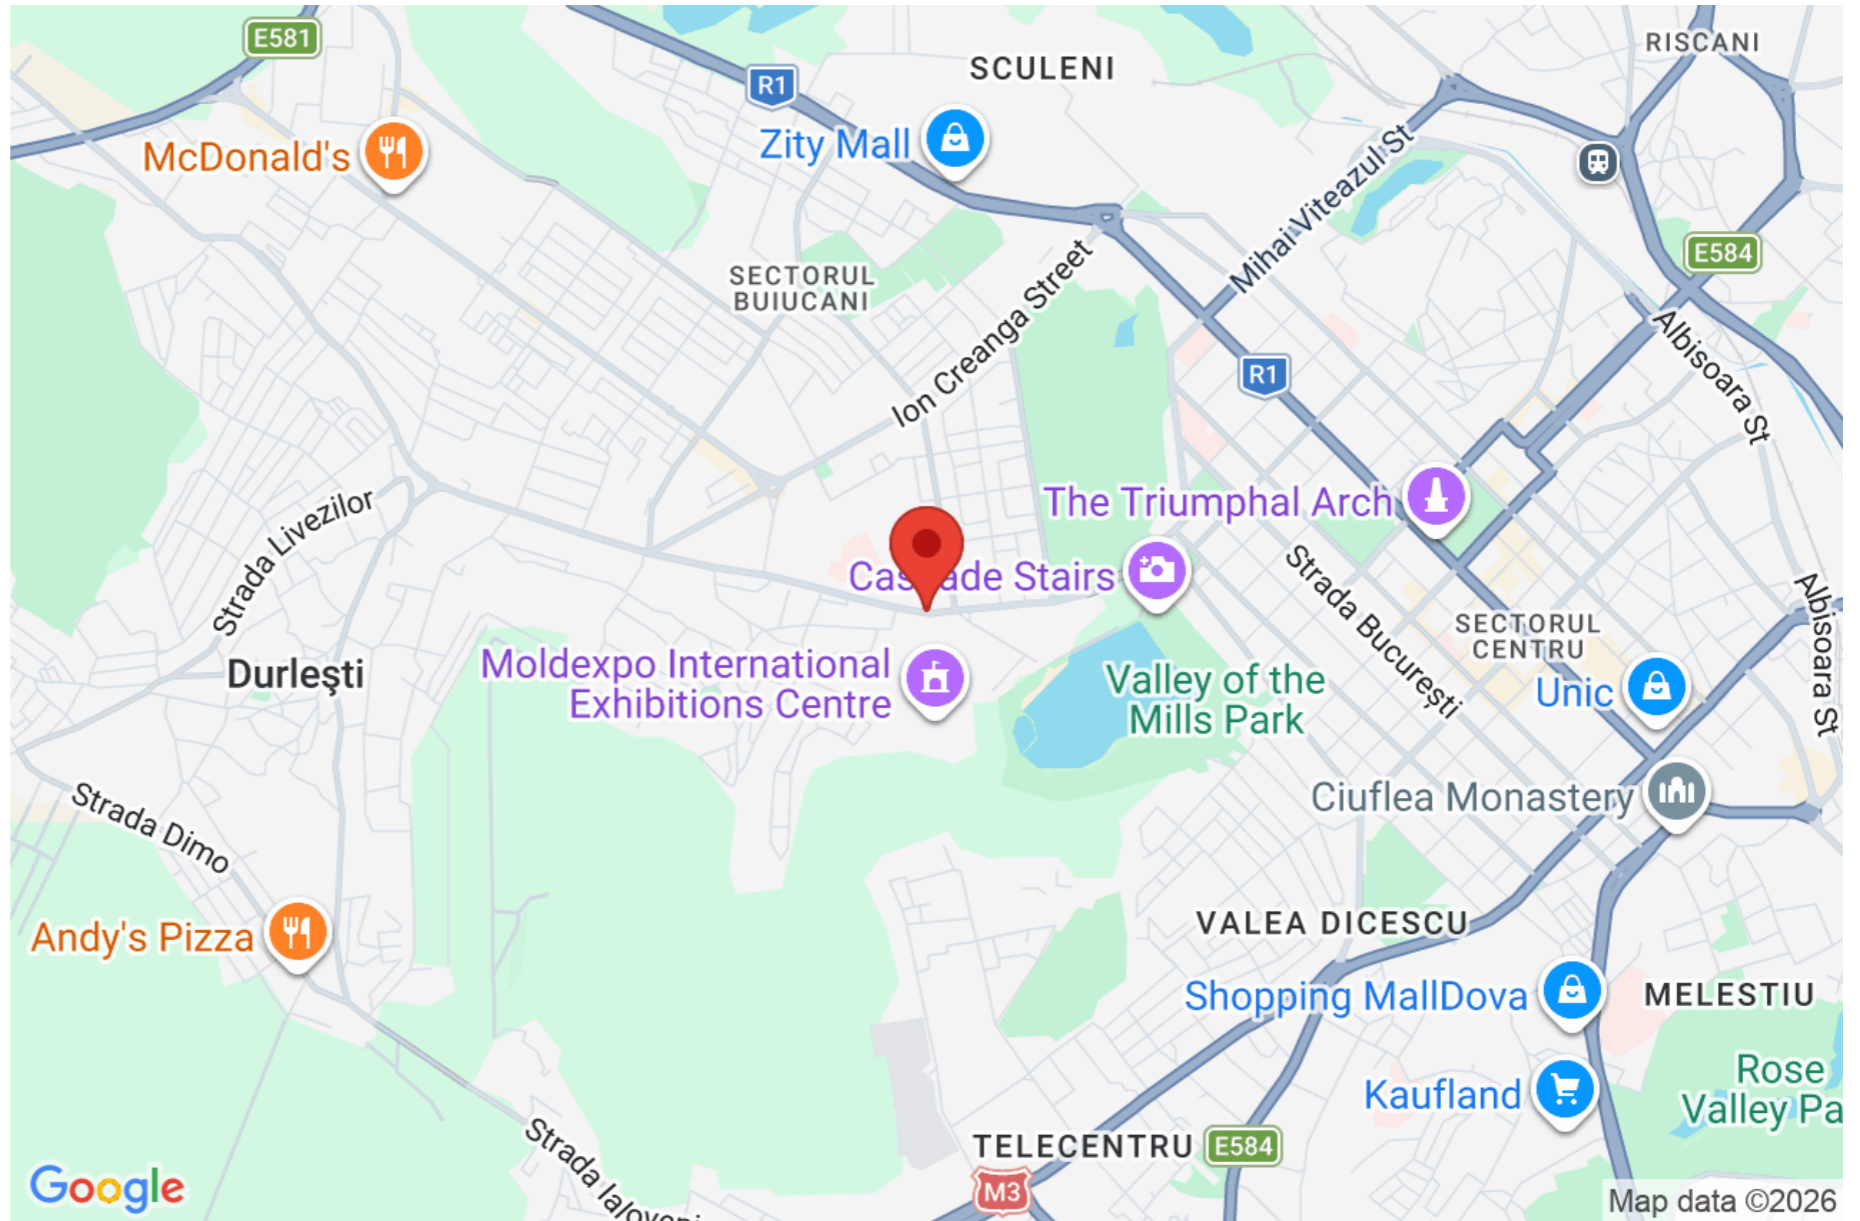 E581
R1
SCULENI
RISCANI
McDonald's
Zity Mall
Mihai Viteazul St
E584
SECTORUL
BUIUCANI
Ion Creanga Street
R1
Albisoara St
Strada Livezilor
The Triumphal Arch
Cascade Stairs
Strada București
Albisoara St
SECTORUL
CENTRU
Durleşti
Moldexpo International
Exhibitions Centre
Valley of the
Mills Park
Unic
Strada Dimo
Ciuflea Monastery
Andy's Pizza
VALEA DICESCU
Shopping MallDova
MELESTIU
Rose
Valley Pa
Kaufland
TELECENTRU
E584
Strada Ialoveni
M3
Google
Map data ©2026